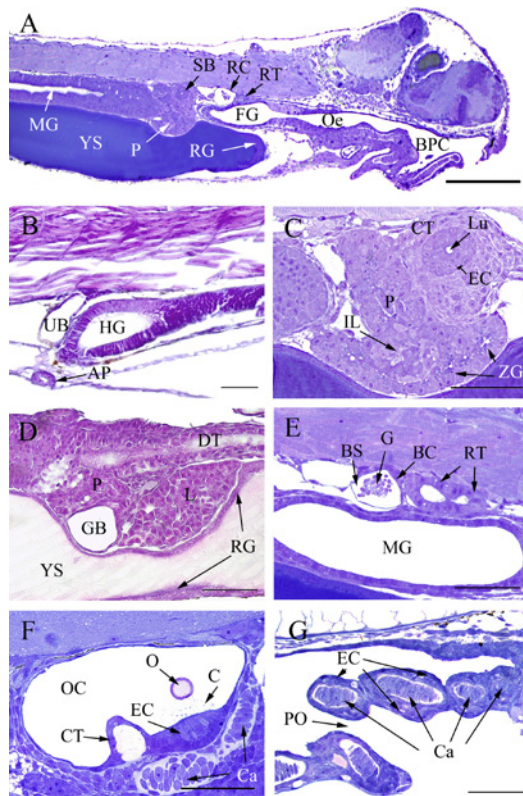 A
SB RC RT
MG FG Oe
YS P RG BPC
B
UB HG
AP
C
CT Lu
EC
P
IL
ZG
D
DT
P L
GB
YS RG
E
BS G BC RT
MG
F
O
OC C
EC
CT
Ca
G
EC
PO
Ca